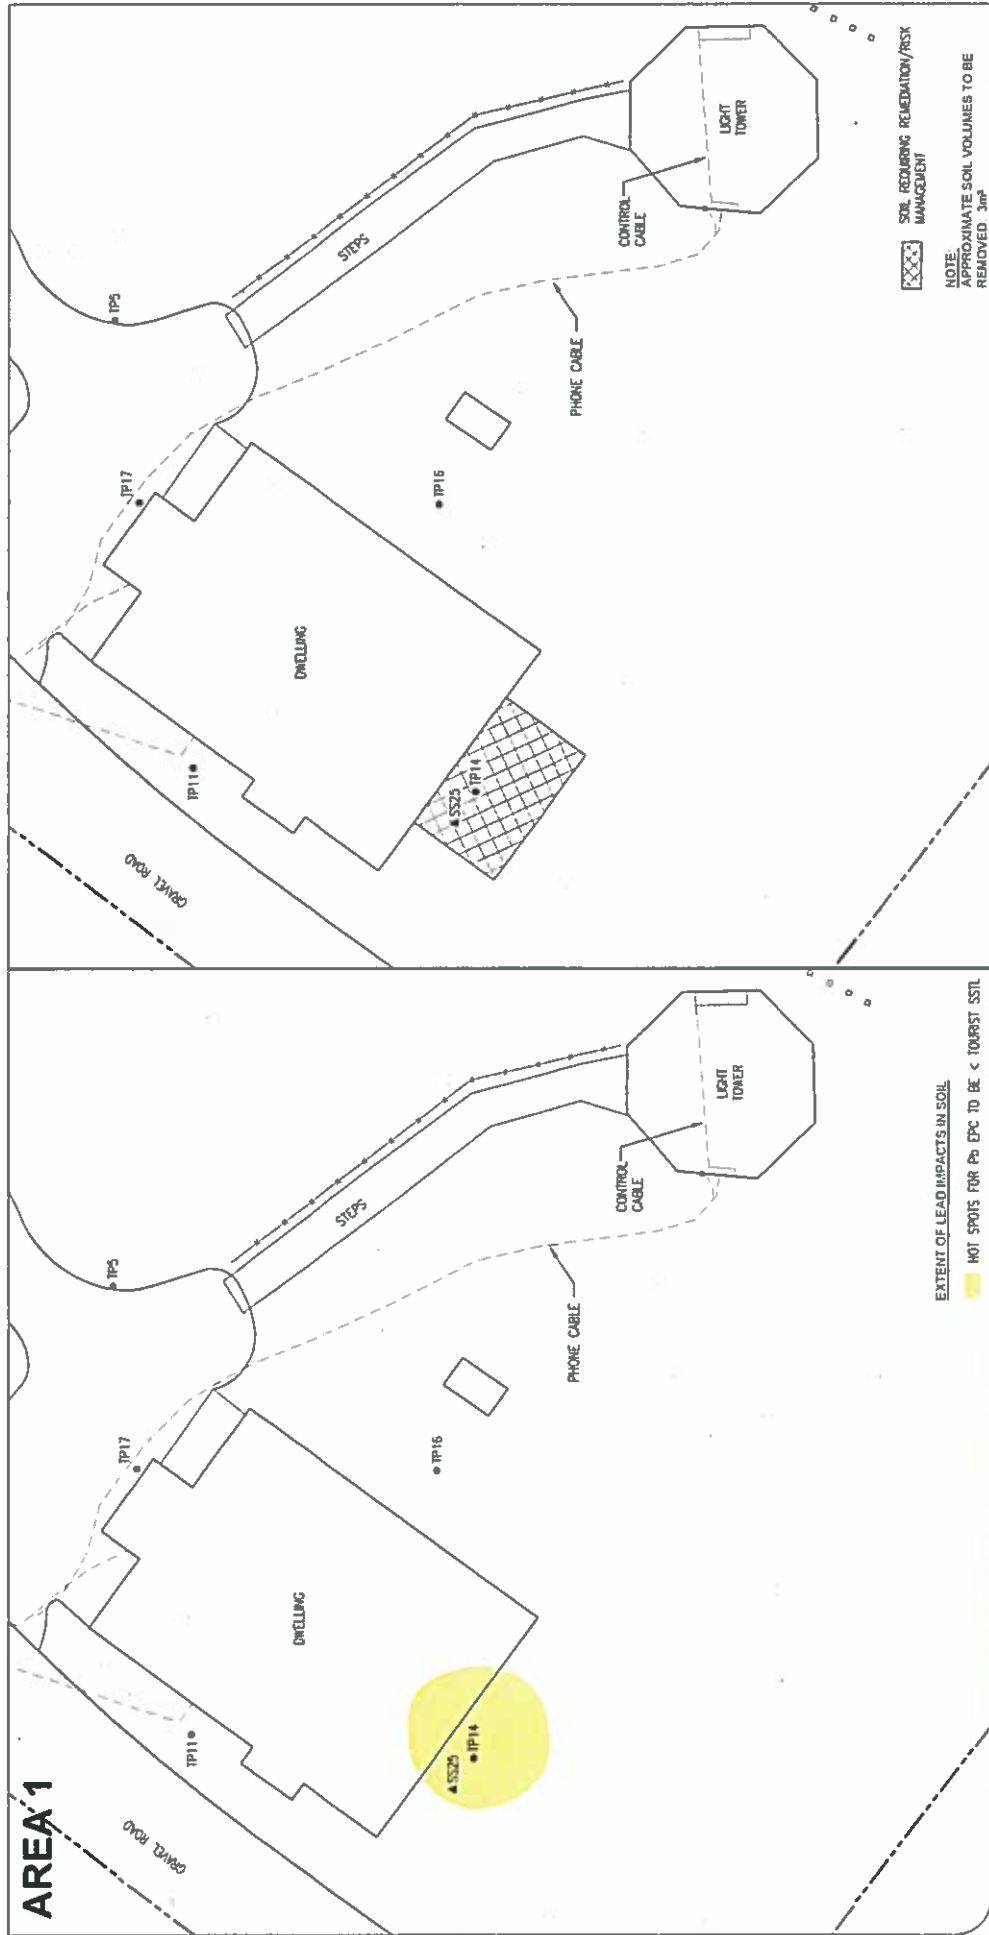 AREA 1
GRAVEL ROAD
TP11
TP17
TP5
DWELLING
SS25
TP14
TP16
STEPS
PHONE CABLE
CONTROL
CABLE
LIGHT
TOWER
EXTENT OF LEAD IMPACTS IN SOIL
HOT SPOTS FOR Pb EPC TO BE < TOURIST SSTL
GRAVEL ROAD
TP11
TP17
TP5
DWELLING
SS25
TP14
TP16
STEPS
PHONE CABLE
CONTROL
CABLE
LIGHT
TOWER
SOIL REQUIRING REMEDIATION/RISK
MANAGEMENT
NOTE:
APPROXIMATE SOIL VOLUMES TO BE
REMOVED: 3m³